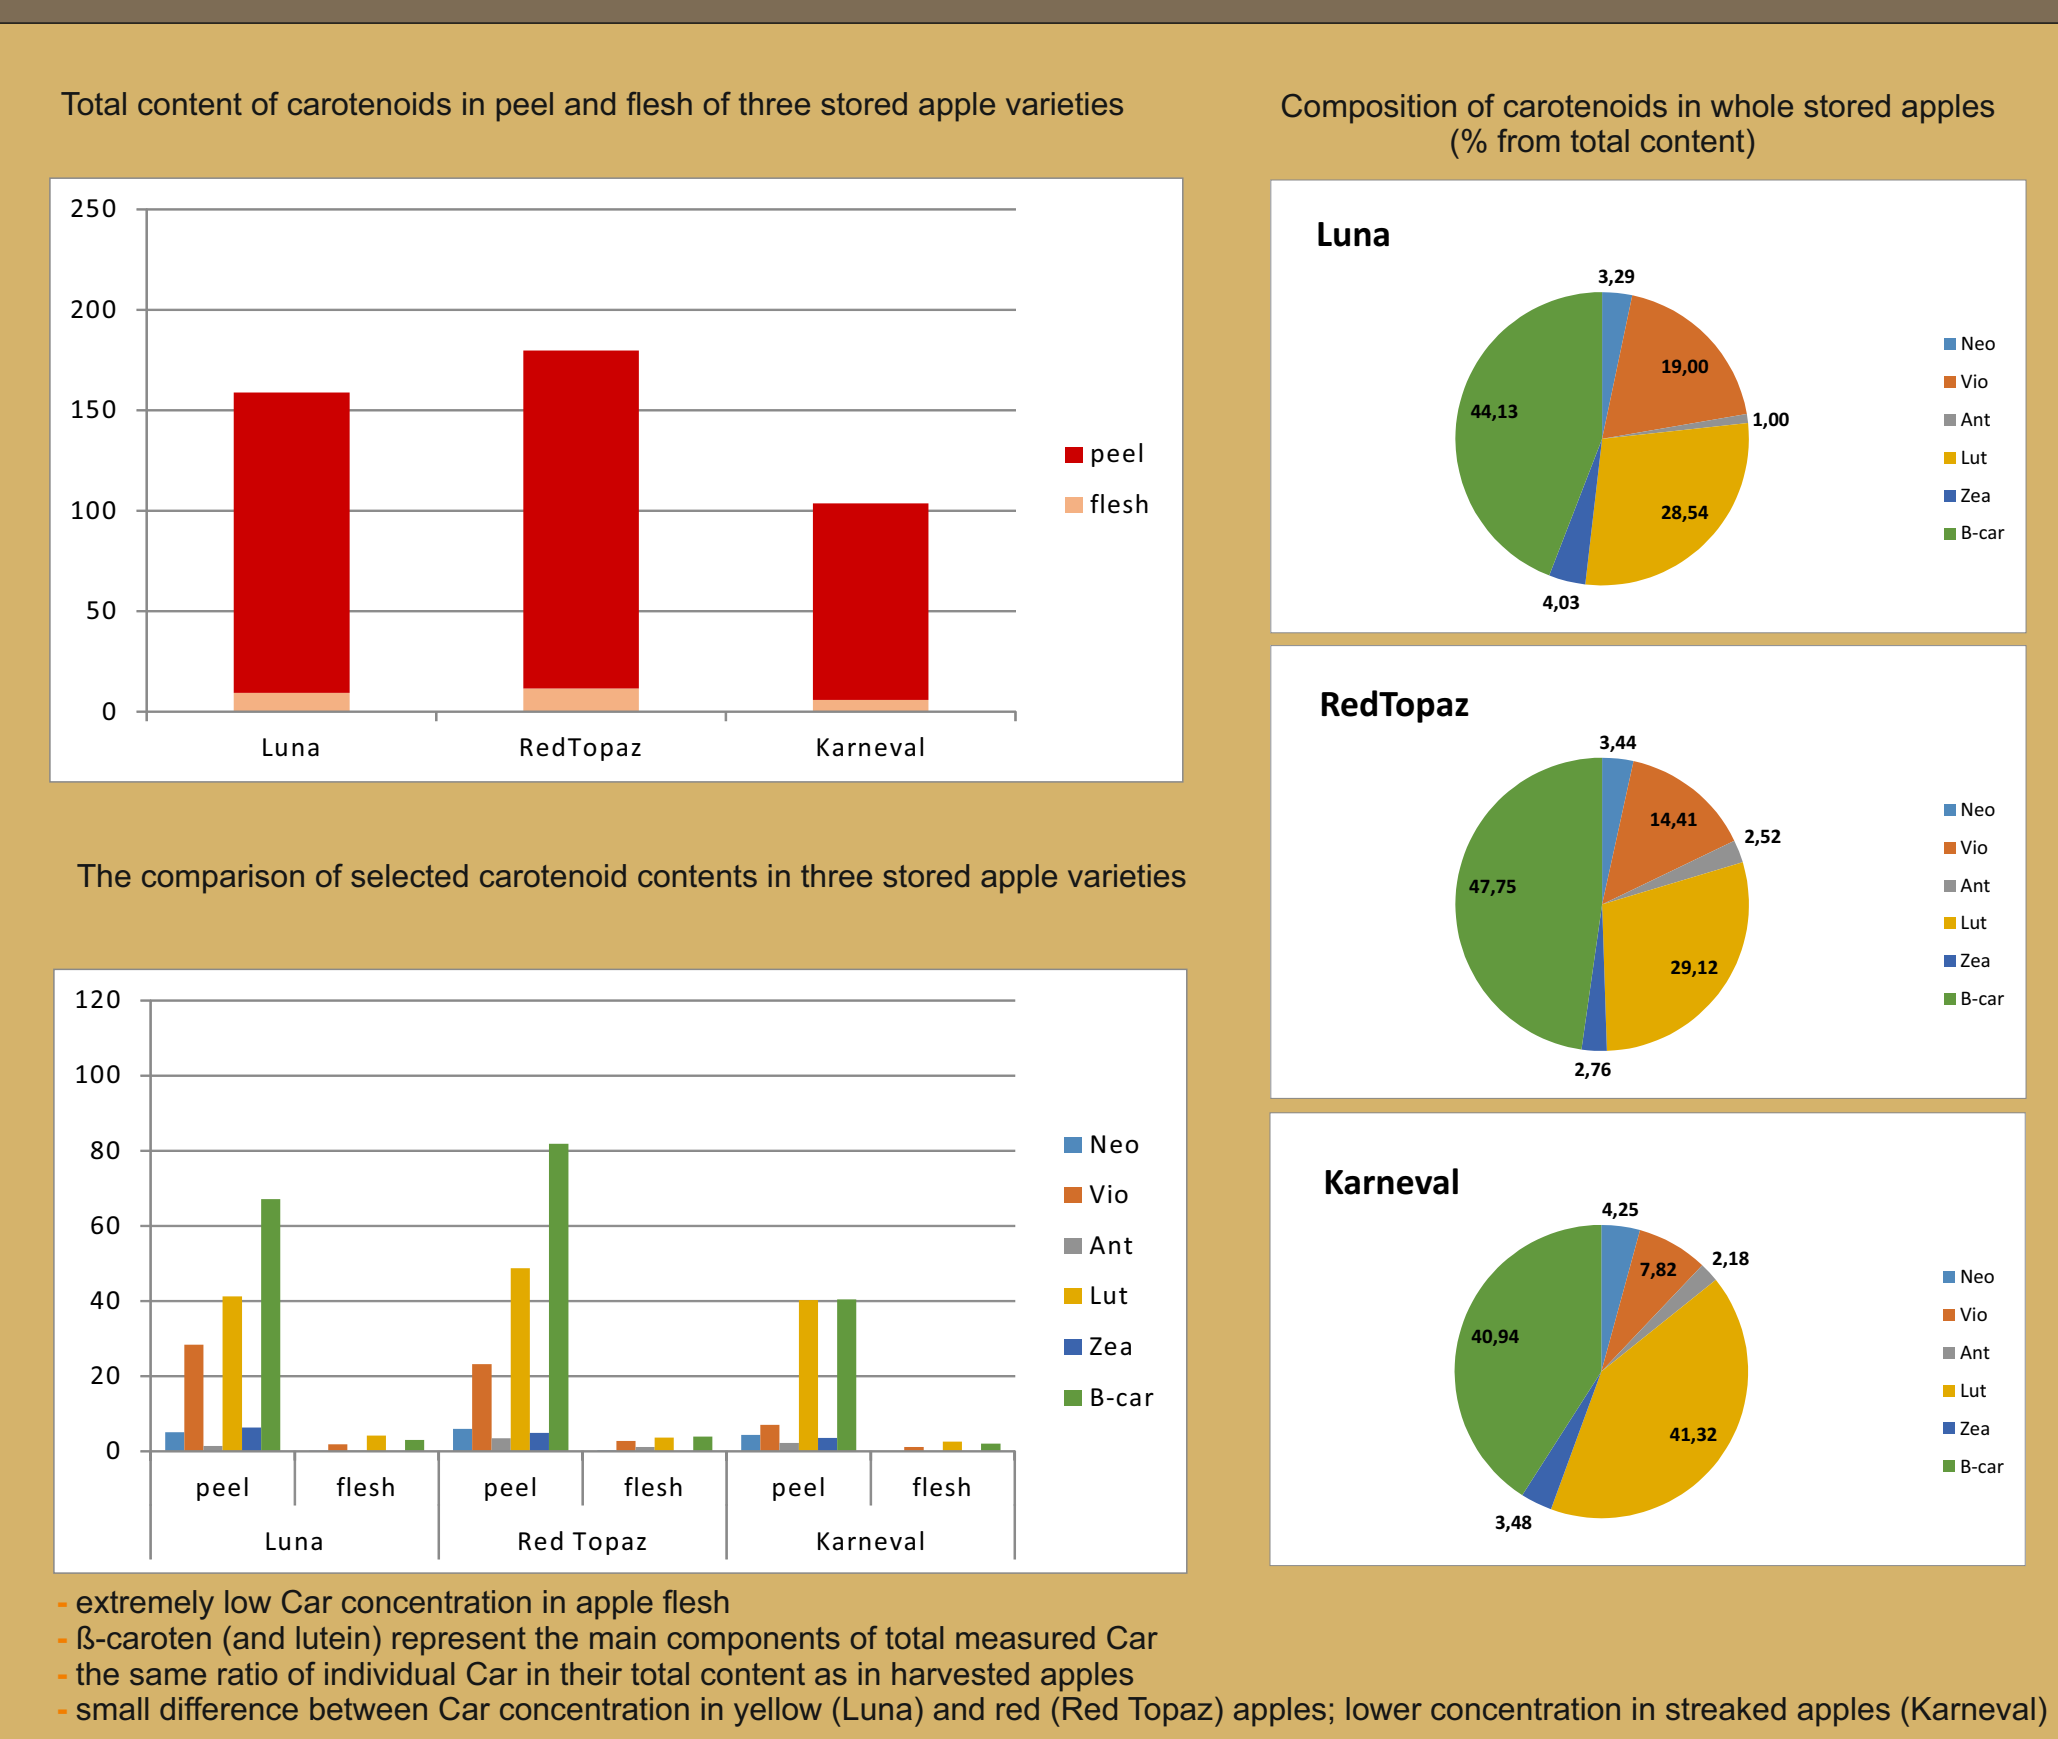 Total content of carotenoids in peel and flesh of three stored apple varieties
250
200
150
100
50
0
Luna RedTopaz Karneval
peel
flesh
The comparison of selected carotenoid contents in three stored apple varieties
120
100
80
60
40
20
0
peel flesh peel flesh peel flesh
Luna Red Topaz Karneval
Neo
Vio
Ant
Lut
Zea
B-car
Composition of carotenoids in whole stored apples
(% from total content)
Luna
3,29
19,00
1,00
28,54
4,03
44,13
Neo
Vio
Ant
Lut
Zea
B-car
RedTopaz
3,44
14,41
2,52
29,12
2,76
47,75
Neo
Vio
Ant
Lut
Zea
B-car
Karneval
4,25
7,82
2,18
41,32
3,48
40,94
Neo
Vio
Ant
Lut
Zea
B-car
- extremely low Car concentration in apple flesh
- ß-caroten (and lutein) represent the main components of total measured Car
- the same ratio of individual Car in their total content as in harvested apples
- small difference between Car concentration in yellow (Luna) and red (Red Topaz) apples; lower concentration in streaked apples (Karneval)